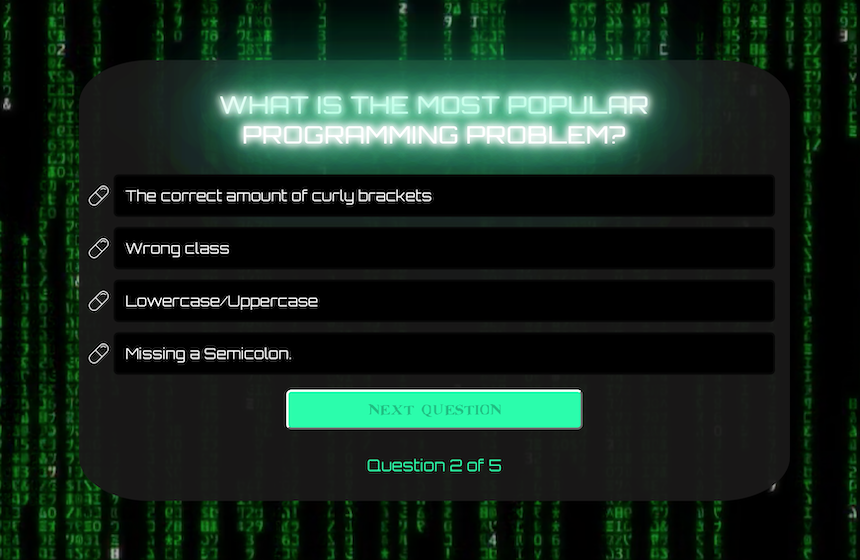 WHAT IS THE MOST POPULAR
PROGRAMMING PROBLEM?
The correct amount of curly brackets
Wrong class
Lowercase/Uppercase
Missing a Semicolon.
NEXT QUESTION
Question 2 of 5